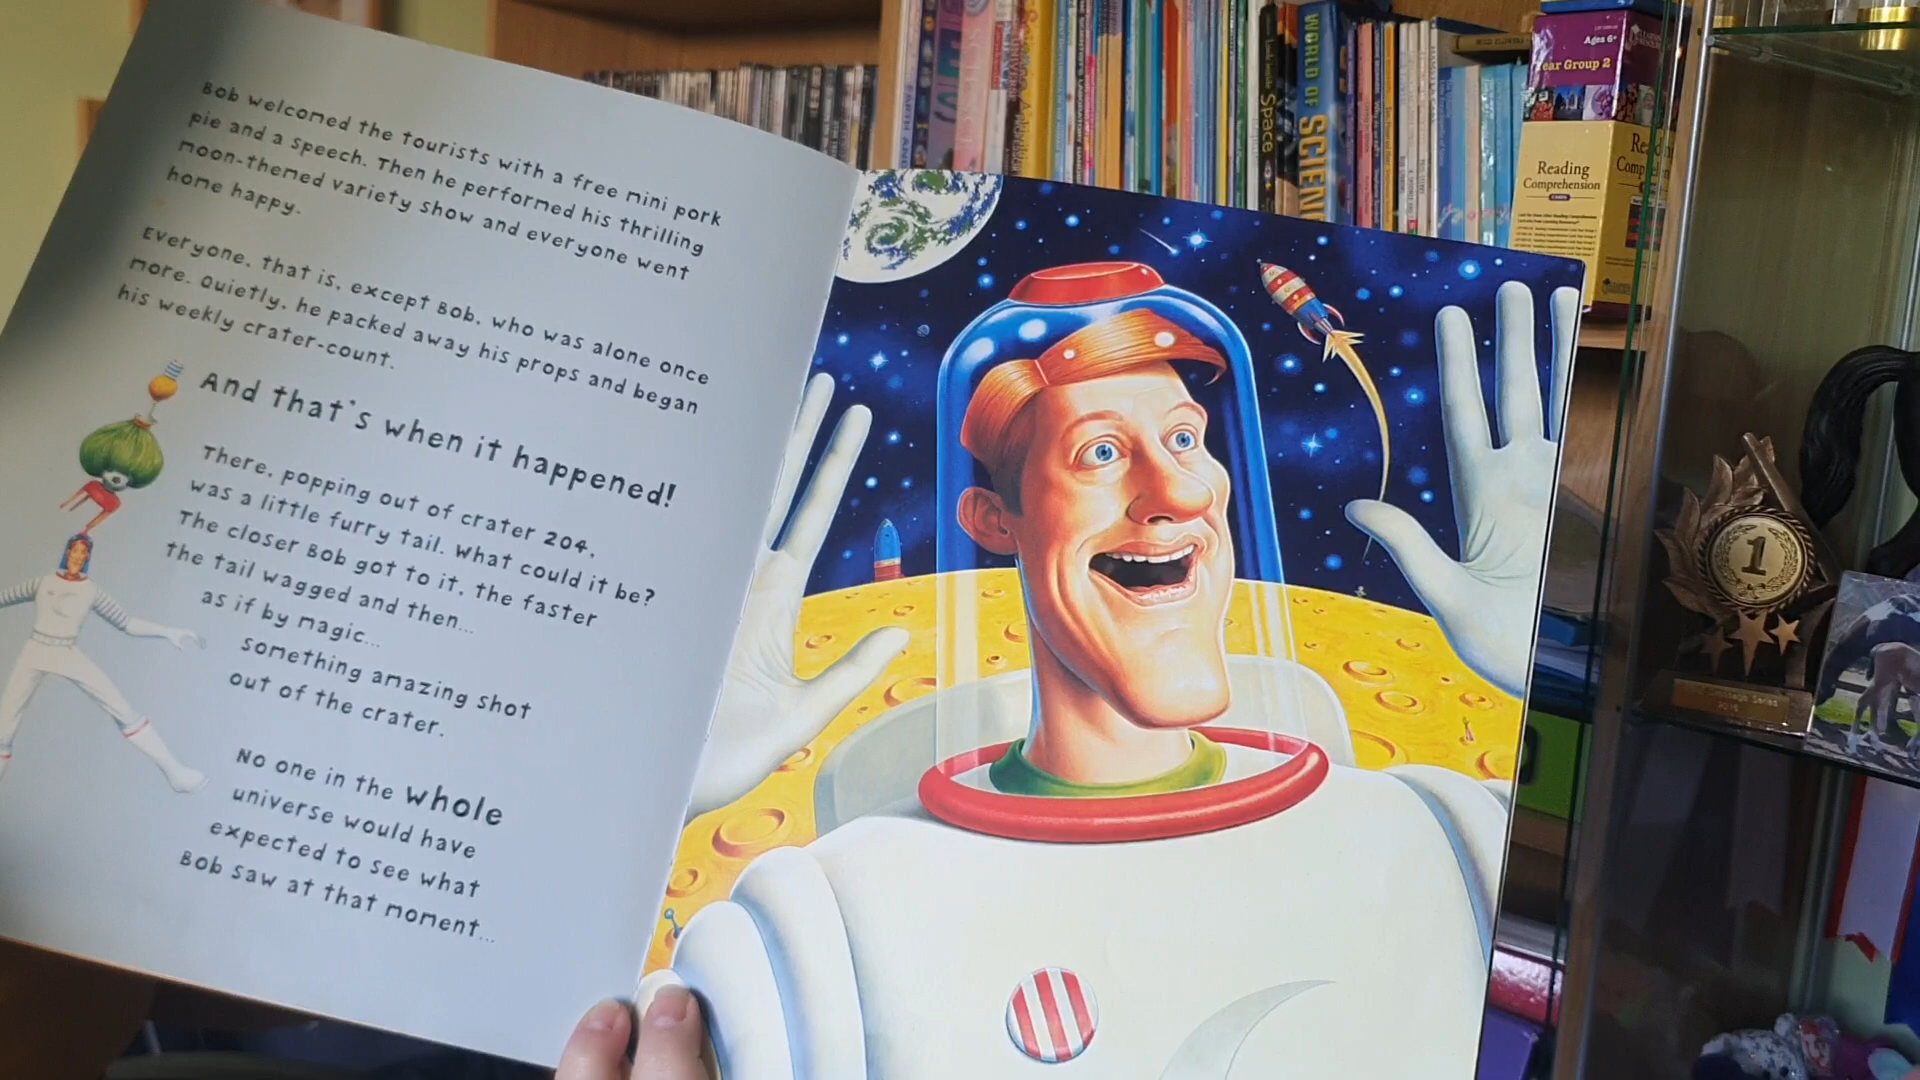 Bob welcomed the tourists with a free mini pork
pie and a speech. Then he performed his thrilling
moon-themed variety show and everyone went
home happy.
Everyone, that is, except Bob, who was alone once
more. Quietly, he packed away his props and began
his weekly crater-count.
And that's when it happened!
There, popping out of crater 204,
was a little furry tail. What could it be?
The closer Bob got to it, the faster
the tail wagged and then...
as if by magic...
something amazing shot
out of the crater.
No one in the whole
universe would have
expected to see what
Bob saw at that moment...
Space
WORLD OF SCIEN
Ages 6+
Year Group 2
Reading
Comprehension
1